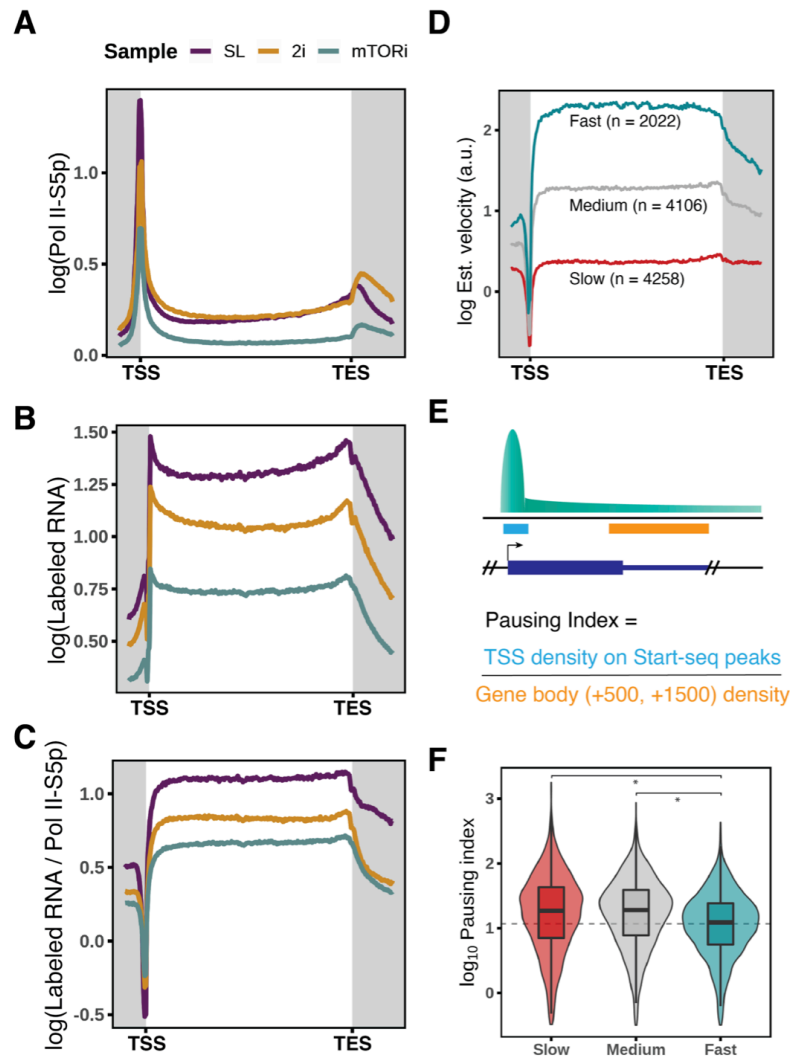 A
Sample SL 2i mTORi
log(Pol II-S5p)
1.0
0.5
0.0
TSS TES
B
log(Labeled RNA)
1.50
1.25
1.00
0.75
0.50
TSS TES
C
log(Labeled RNA / Pol II-S5p)
1.0
0.5
0.0
-0.5
TSS TES
D
log Est. velocity (a.u.)
2
1
0
Fast (n = 2022)
Medium (n = 4106)
Slow (n = 4258)
TSS TES
E
Pausing Index =
TSS density on Start-seq peaks
Gene body (+500, +1500) density
F
log10 Pausing index
3
2
1
0
*
*
Slow Medium Fast